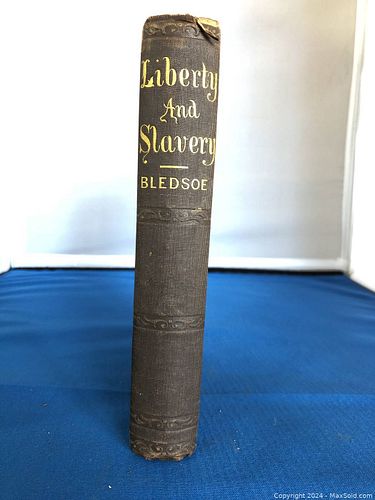 Liberty
And
Slavery
BLEDSOE
Copyright 2024 - MaxSold.com